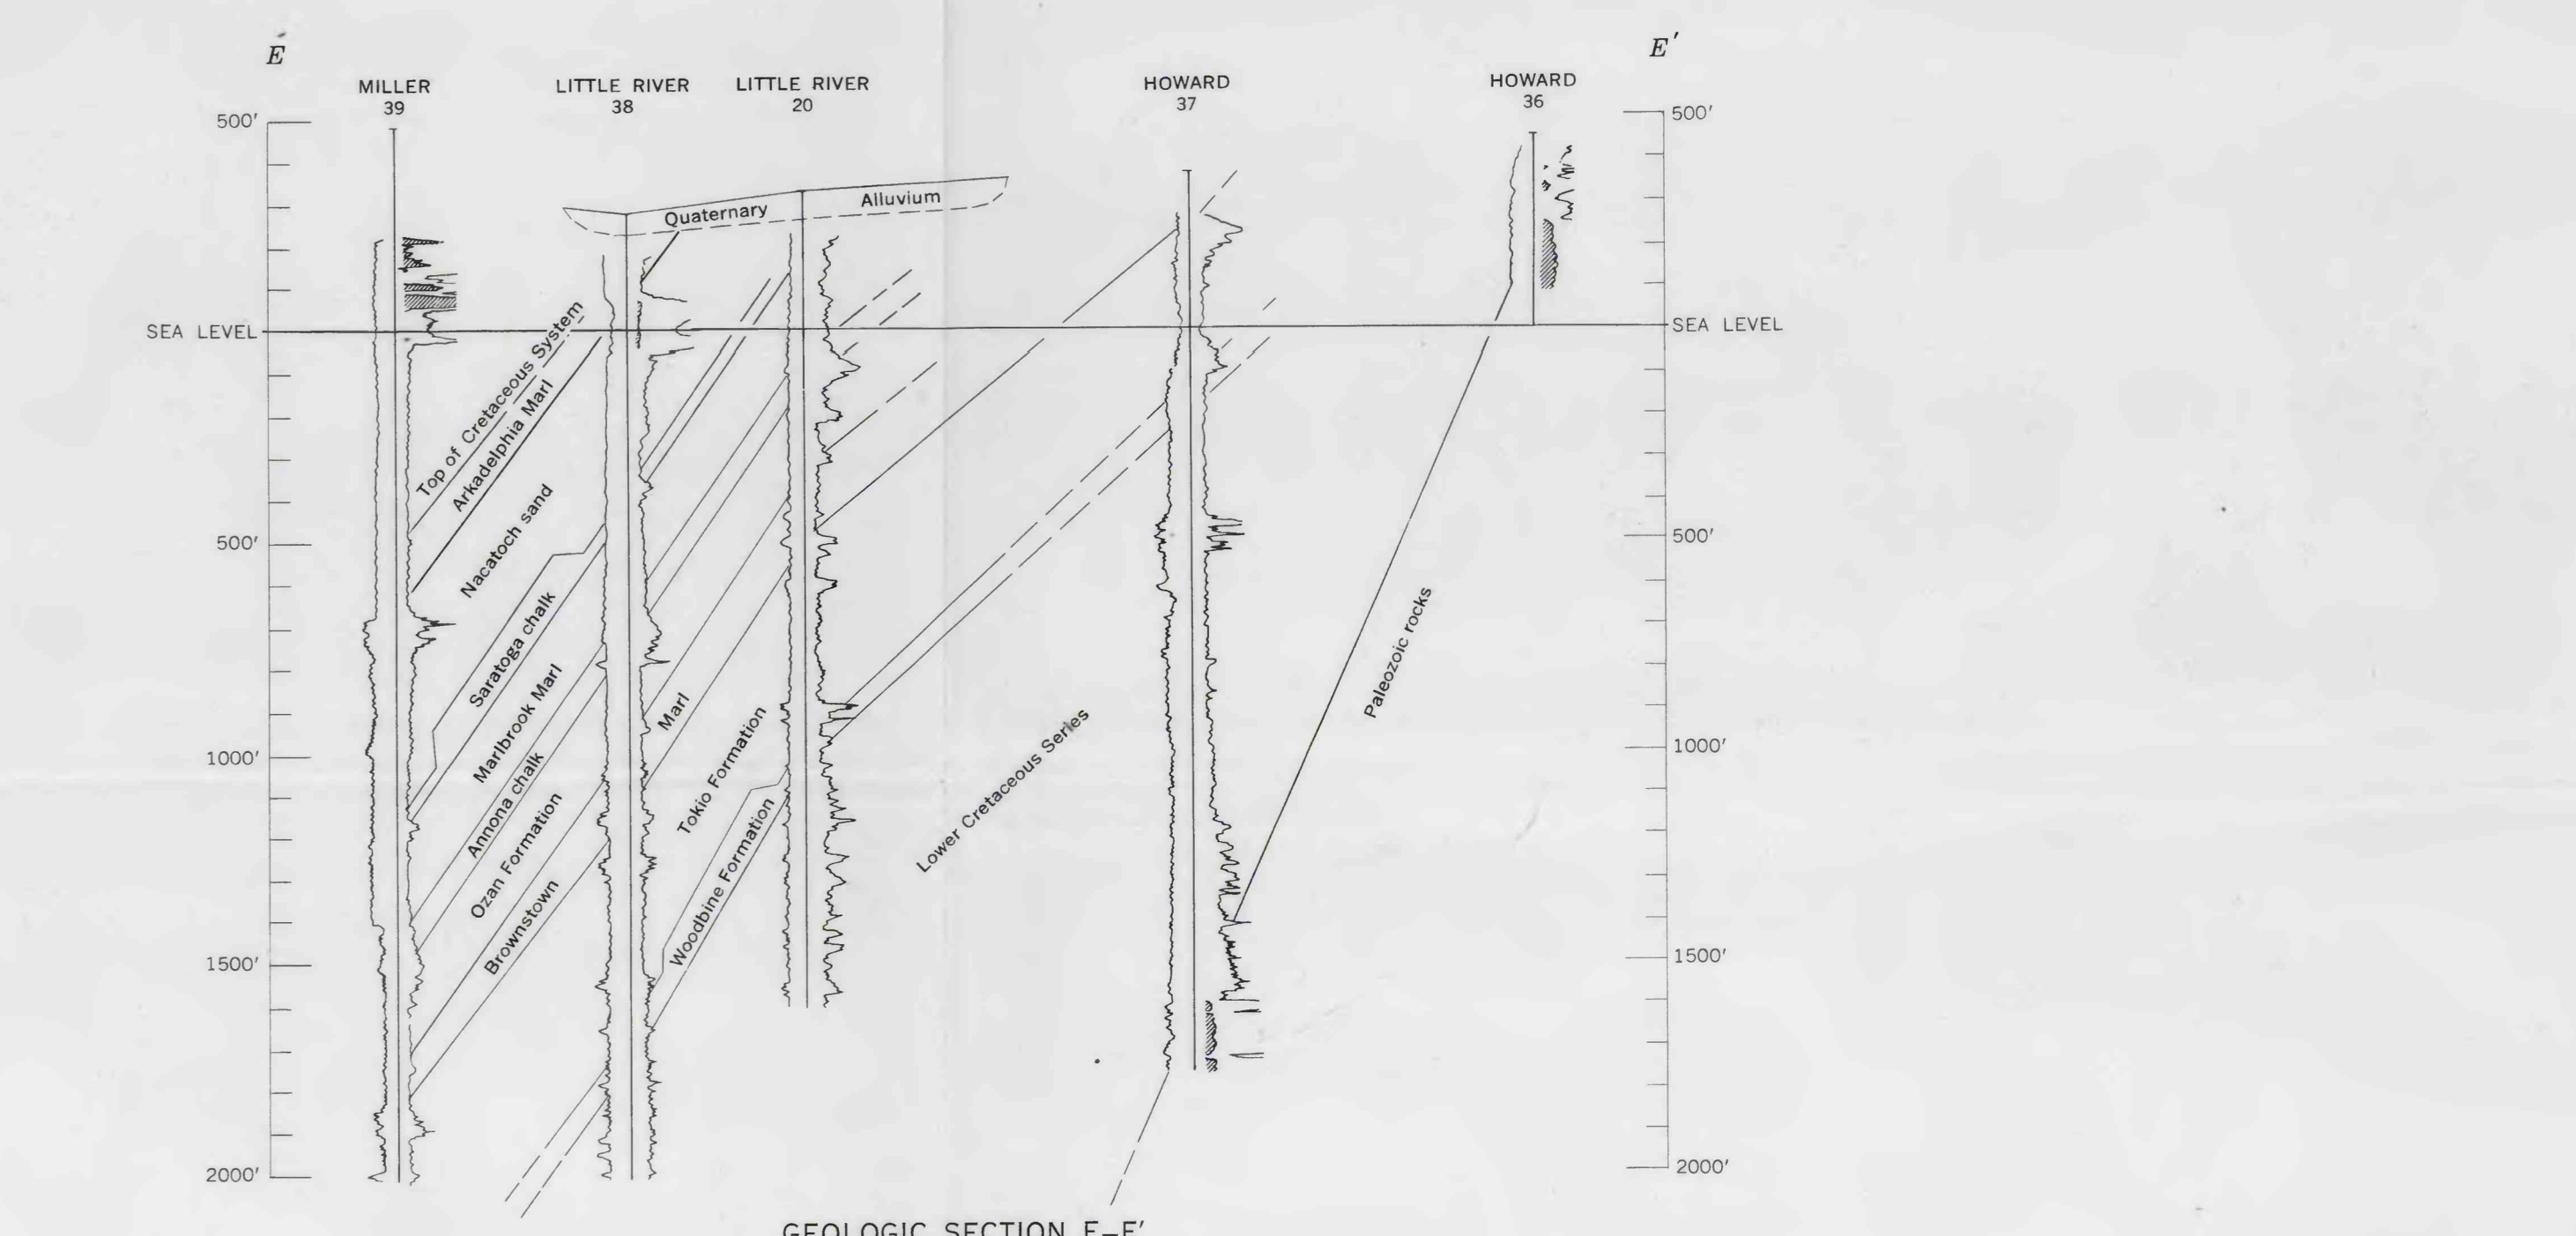 E
E'
MILLER
39
LITTLE RIVER
38
LITTLE RIVER
20
HOWARD
37
HOWARD
36
500'
500'
Quaternary
Alluvium
SEA LEVEL
SEA LEVEL
Top of Cretaceous System
Arkadelphia Marl
Nacatoch sand
500'
500'
Saratoga chalk
Marlbrook Marl
Annona chalk
Ozan Formation
Brownstown
Marl
Tokio Formation
Woodbine Formation
Lower Cretaceous Series
Paleozoic rocks
1000'
1000'
1500'
1500'
2000'
2000'
GEOLOGIC SECTION E–E'